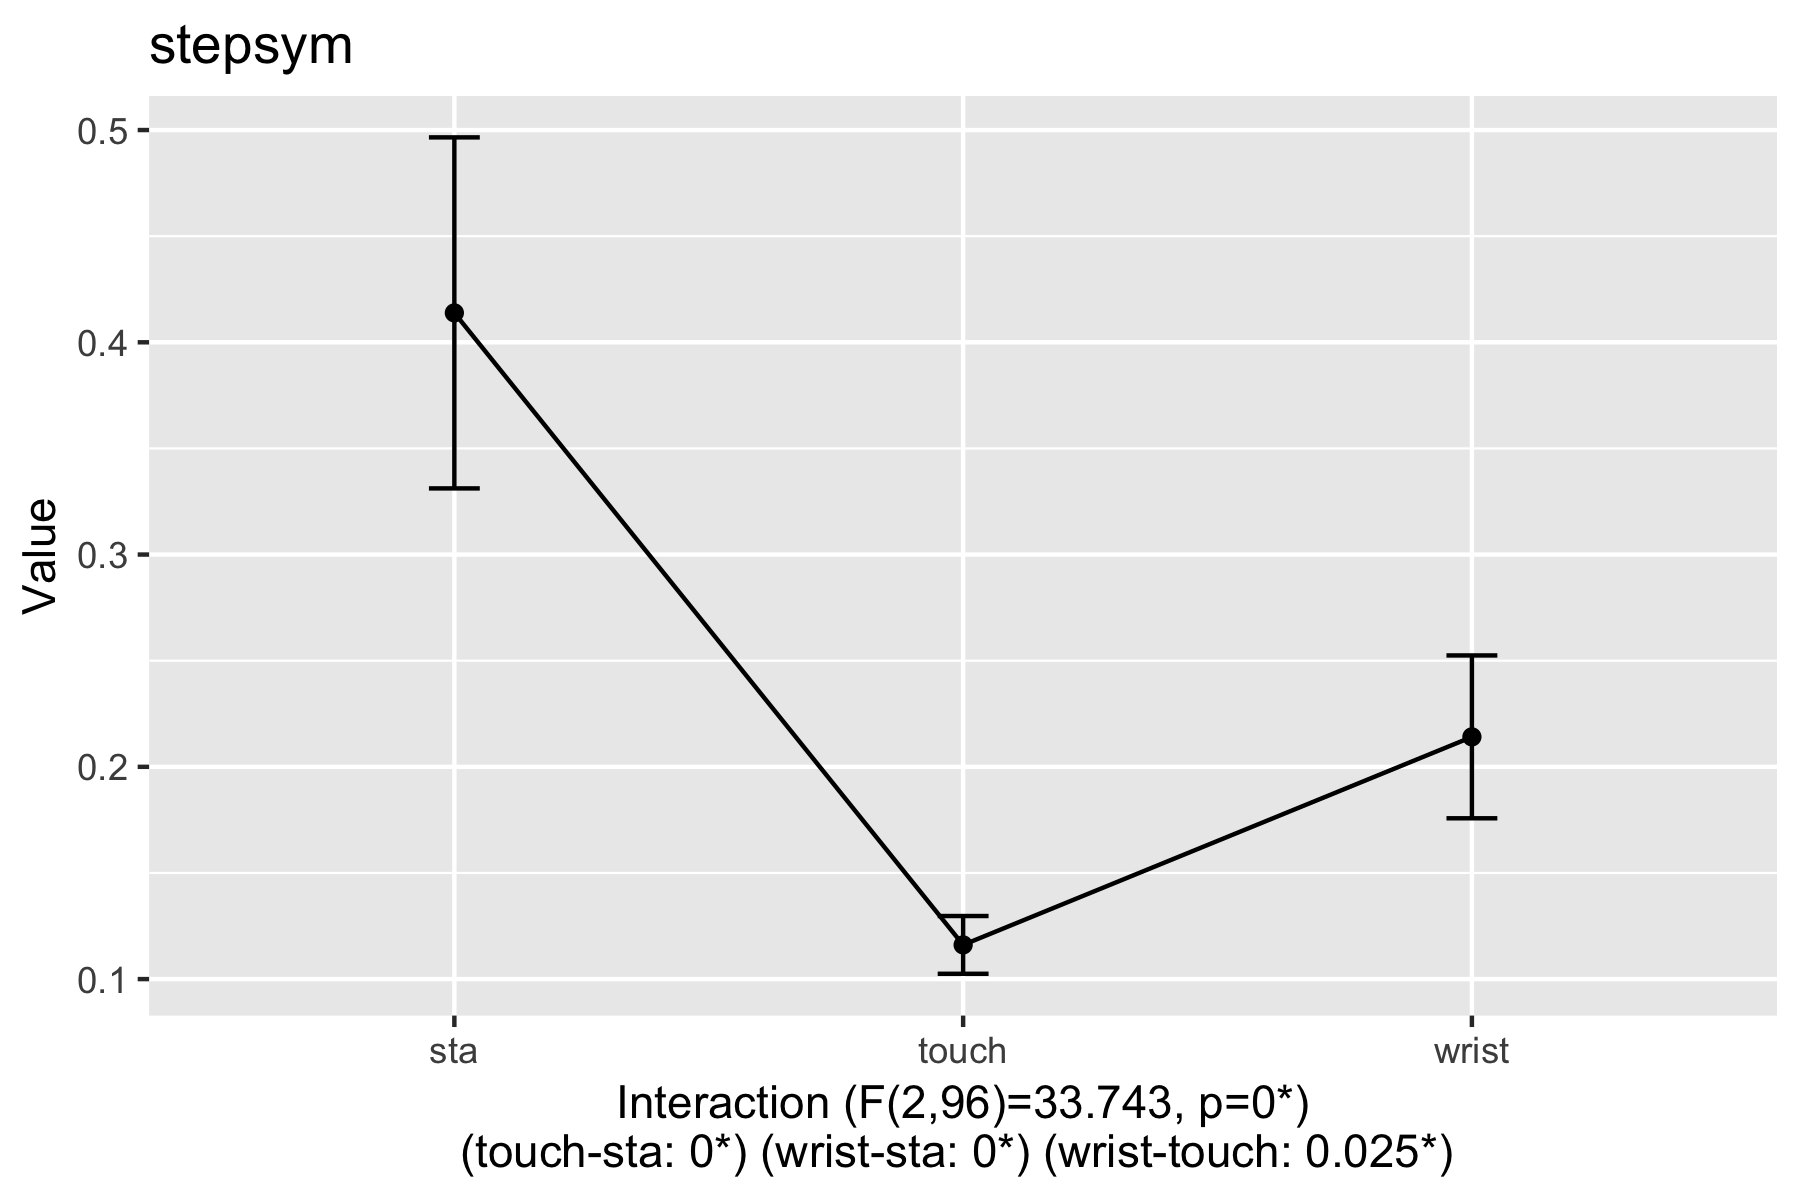 stepsym
0.5
0.4
0.3
0.2
0.1
Value
sta touch wrist
Interaction (F(2,96)=33.743, p=0*)
(touch-sta: 0*) (wrist-sta: 0*) (wrist-touch: 0.025*)